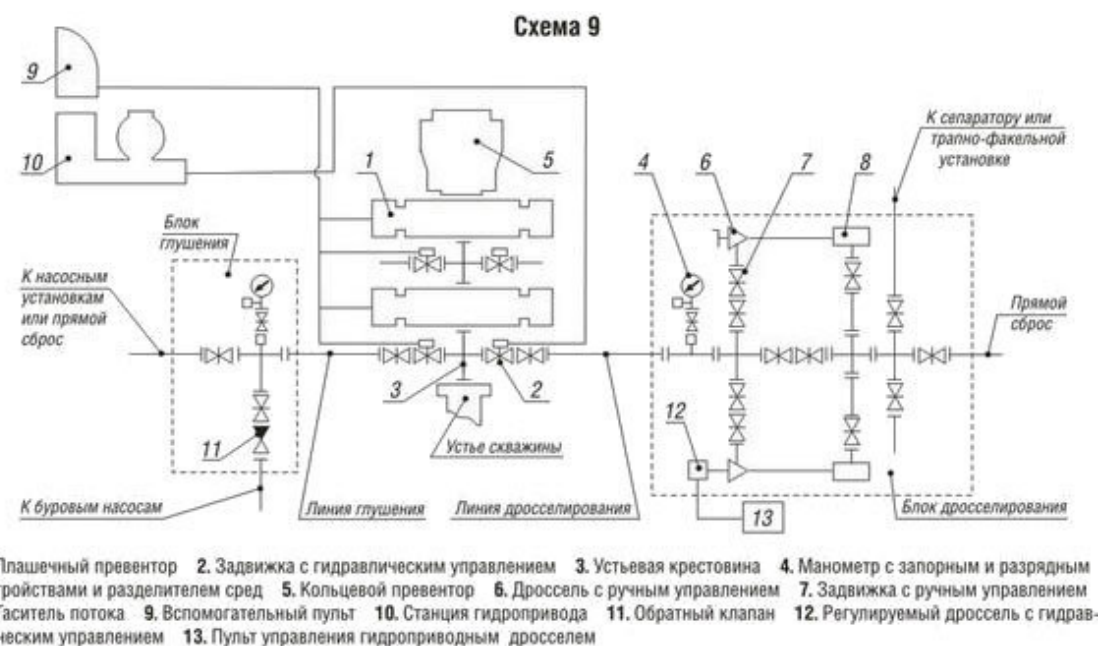 Схема 9
9
10
1
5
4
6
7
8
К сепаратору или
трапно-факельной
установке
Блок
глушения
К насосным
установкам
или прямой
сброс
Прямой
сброс
3
2
11
12
Устье скважины
13
К буровым насосам
Линия глушения
Линия дросселирования
Блок дросселирования
Плашечный превентор 2. Задвижка с гидравлическим управлением 3. Устьевая крестовина 4. Манометр с запорным и разрядным
тройствами и разделителем сред 5. Кольцевой превентор 6. Дроссель с ручным управлением 7. Задвижка с ручным управлением
Гаситель потока 9. Вспомогательный пульт 10. Станция гидропривода 11. Обратный клапан 12. Регулируемый дроссель с гидрав-
ческим управлением 13. Пульт управления гидроприводным дросселем